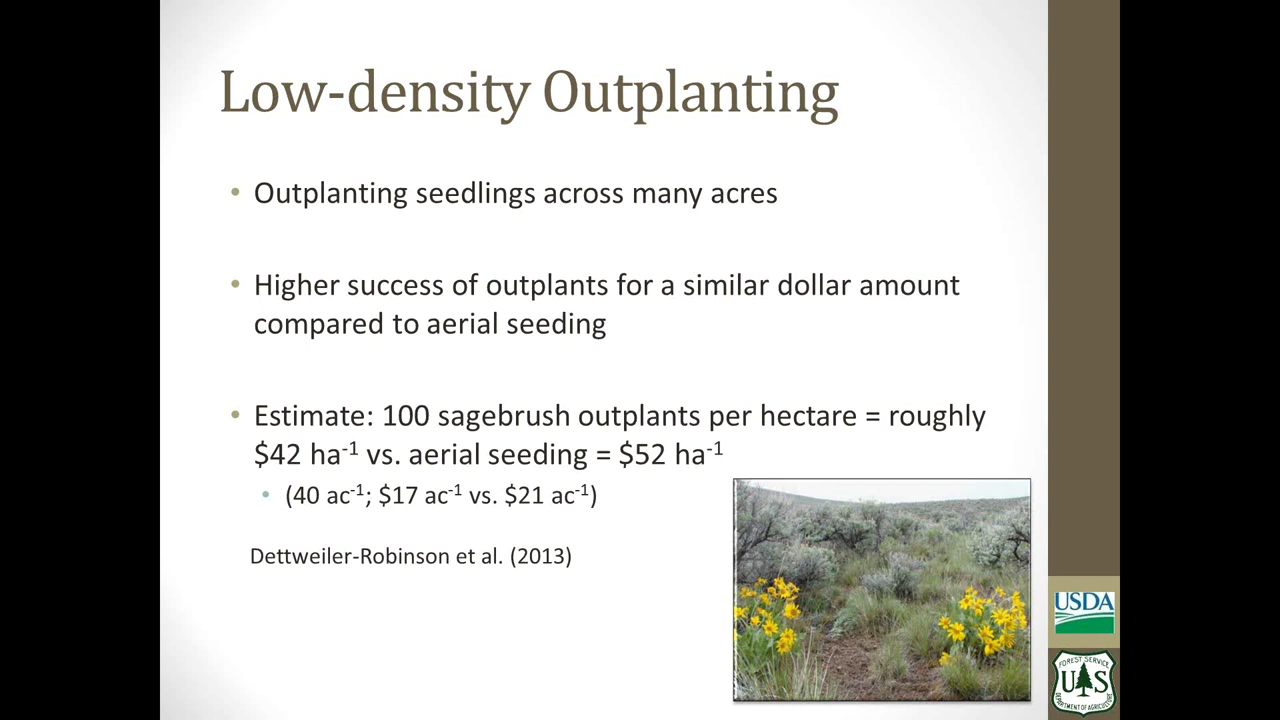 Low-density Outplanting
• Outplanting seedlings across many acres
• Higher success of outplants for a similar dollar amount
compared to aerial seeding
• Estimate: 100 sagebrush outplants per hectare = roughly
$42 ha⁻¹ vs. aerial seeding = $52 ha⁻¹
• (40 ac⁻¹; $17 ac⁻¹ vs. $21 ac⁻¹)
Dettweiler-Robinson et al. (2013)
USDA
FOREST SERVICE
U S
DEPARTMENT OF AGRICULTURE